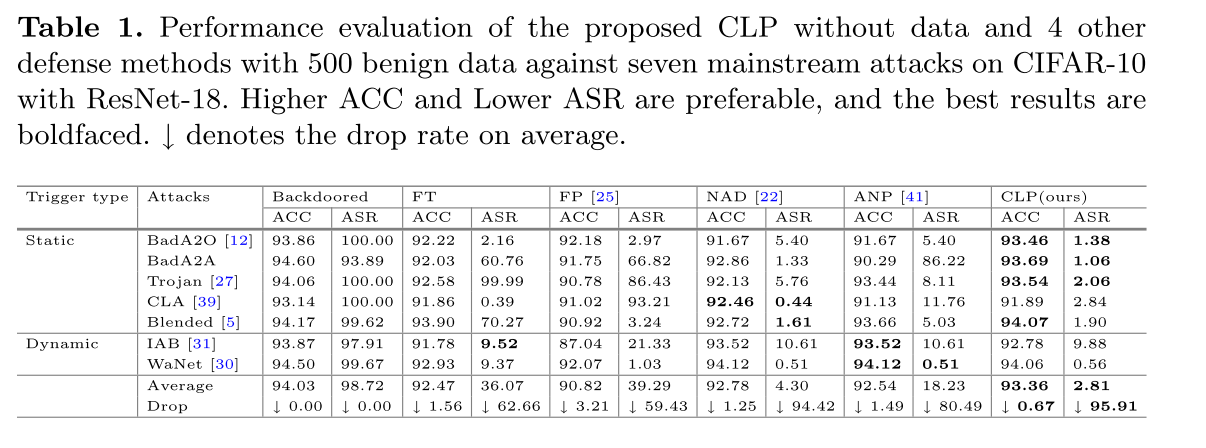 Table 1. Performance evaluation of the proposed CLP without data and 4 other
defense methods with 500 benign data against seven mainstream attacks on CIFAR-10
with ResNet-18. Higher ACC and Lower ASR are preferable, and the best results are
boldfaced. ↓ denotes the drop rate on average.
Trigger type Attacks Backdoored FT FP [25] NAD [22] ANP [41] CLP(ours)
ACC ASR ACC ASR ACC ASR ACC ASR ACC ASR ACC ASR
Static BadA2O [12] 93.86 100.00 92.22 2.16 92.18 2.97 91.67 5.40 91.67 5.40 93.46 1.38
BadA2A 94.60 93.89 92.03 60.76 91.75 66.82 92.86 1.33 90.29 86.22 93.69 1.06
Trojan [27] 94.06 100.00 92.58 99.99 90.78 86.43 92.13 5.76 93.44 8.11 93.54 2.06
CLA [39] 93.14 100.00 91.86 0.39 91.02 93.21 92.46 0.44 91.13 11.76 91.89 2.84
Blended [5] 94.17 99.62 93.90 70.27 90.92 3.24 92.72 1.61 93.66 5.03 94.07 1.90
Dynamic IAB [31] 93.87 97.91 91.78 9.52 87.04 21.33 93.52 10.61 93.52 10.61 92.78 9.88
WaNet [30] 94.50 99.67 92.93 9.37 92.07 1.03 94.12 0.51 94.12 0.51 94.06 0.56
Average 94.03 98.72 92.47 36.07 90.82 39.29 92.78 4.30 92.54 18.23 93.36 2.81
Drop ↓ 0.00 ↓ 0.00 ↓ 1.56 ↓ 62.66 ↓ 3.21 ↓ 59.43 ↓ 1.25 ↓ 94.42 ↓ 1.49 ↓ 80.49 ↓ 0.67 ↓ 95.91